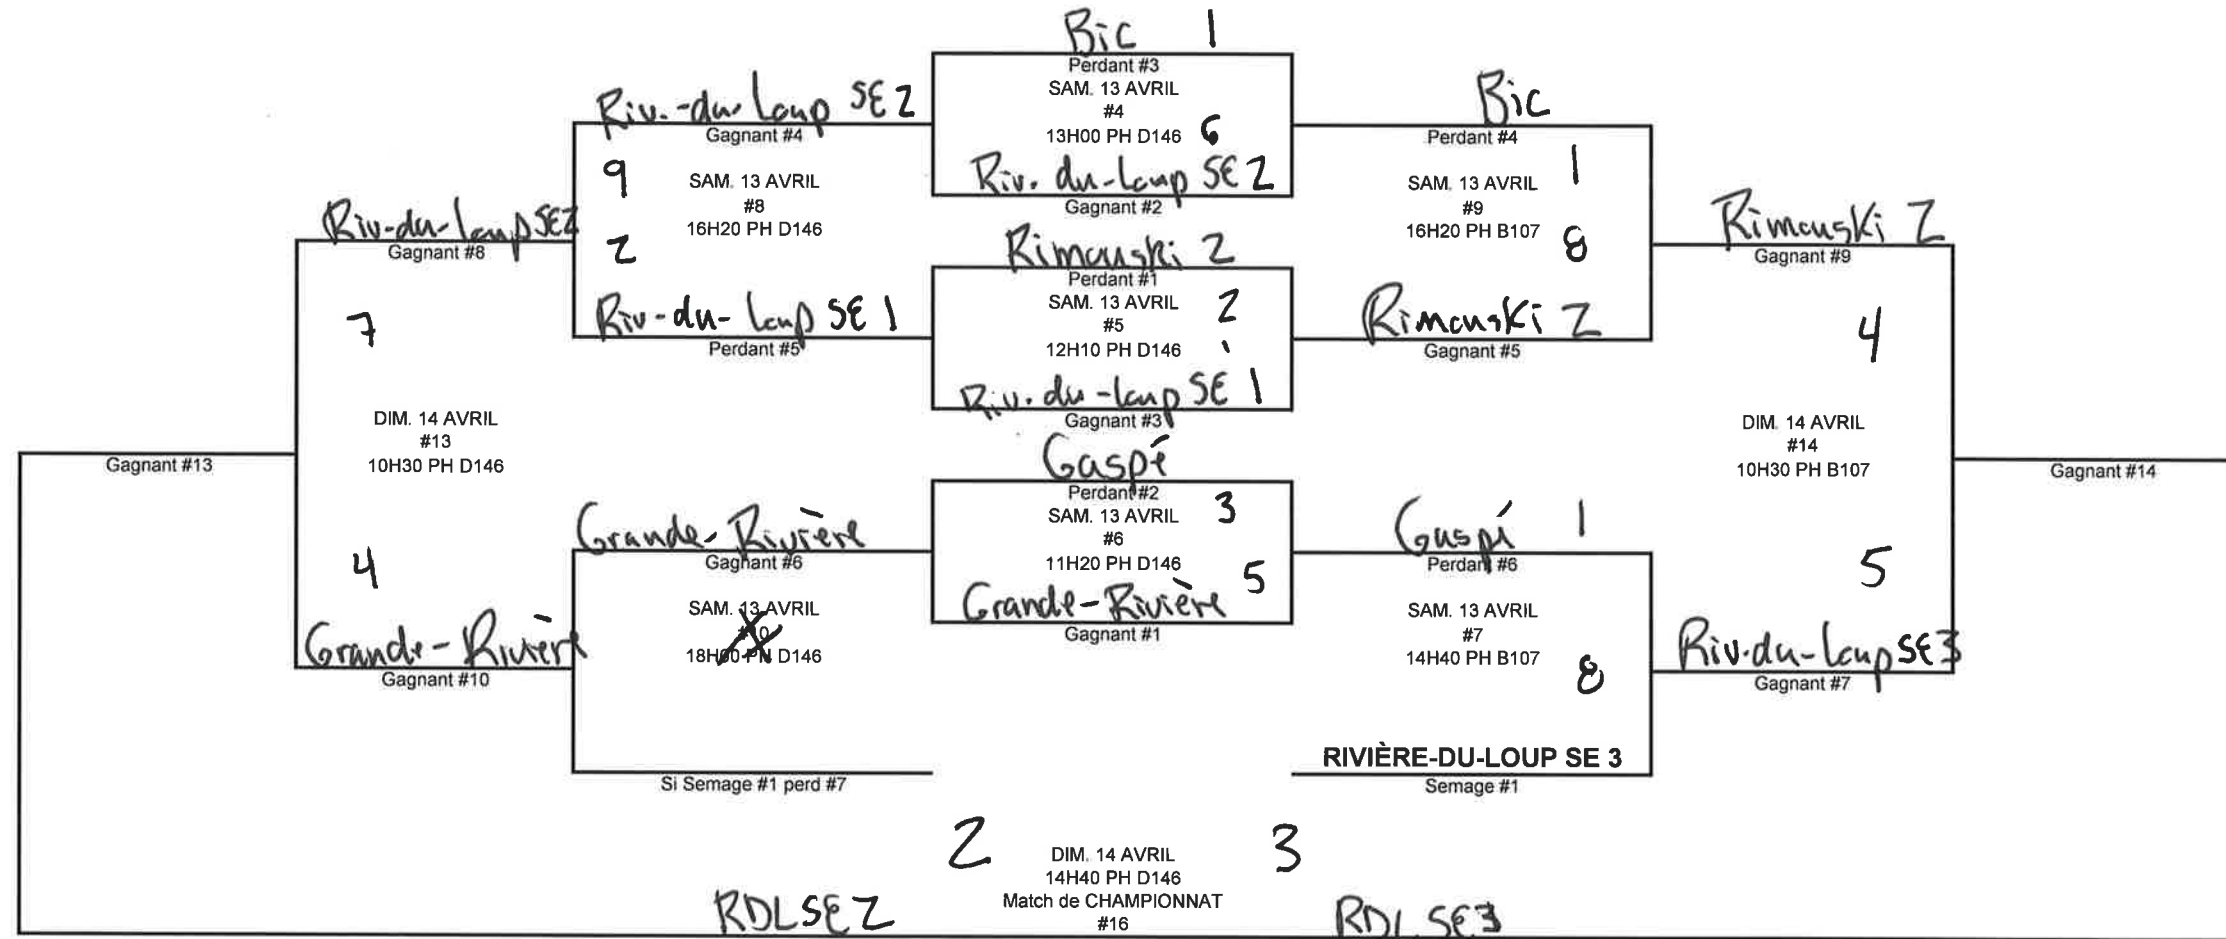 Bic 1
Perdant #3
SAM. 13 AVRIL
#4
13H00 PH D146 6
Riv. du-Loup SE 2
Gagnant #2
Riv.-du-Loup SE 2
Gagnant #4
9
SAM. 13 AVRIL
#8
16H20 PH D146
2
Riv-du-Loup SE 1
Perdant #5
Bic
Perdant #4
1
SAM. 13 AVRIL
#9
16H20 PH B107
8
Rimouski 2
Gagnant #5
Riv-du-Loup SE2
Gagnant #8
7
DIM. 14 AVRIL
#13
10H30 PH D146
4
Grande-Rivièr
Gagnant #10
Rimouski 2
Perdant #1
SAM. 13 AVRIL 2
#5
12H10 PH D146
Riv. du-Loup SE 1
Gagnant #3
Rimouski 2
Gagnant #9
4
DIM. 14 AVRIL
#14
10H30 PH B107
5
Riv-du-Loup SE3
Gagnant #7
Gagnant #13
Gagnant #14
Gaspé
Perdant #2
SAM. 13 AVRIL 3
#6
11H20 PH D146
5
Grande-Rivière
Gagnant #1
Grande-Rivière
Gagnant #6
SAM. 13 AVRIL
#10
18H00 PH D146
Si Semage #1 perd #7
Gaspé 1
Perdant #6
SAM. 13 AVRIL
#7
14H40 PH B107
8
RIVIÈRE-DU-LOUP SE 3
Semage #1
2
3
DIM. 14 AVRIL
14H40 PH D146
Match de CHAMPIONNAT
#16
RDL SE 2
RDL SE3